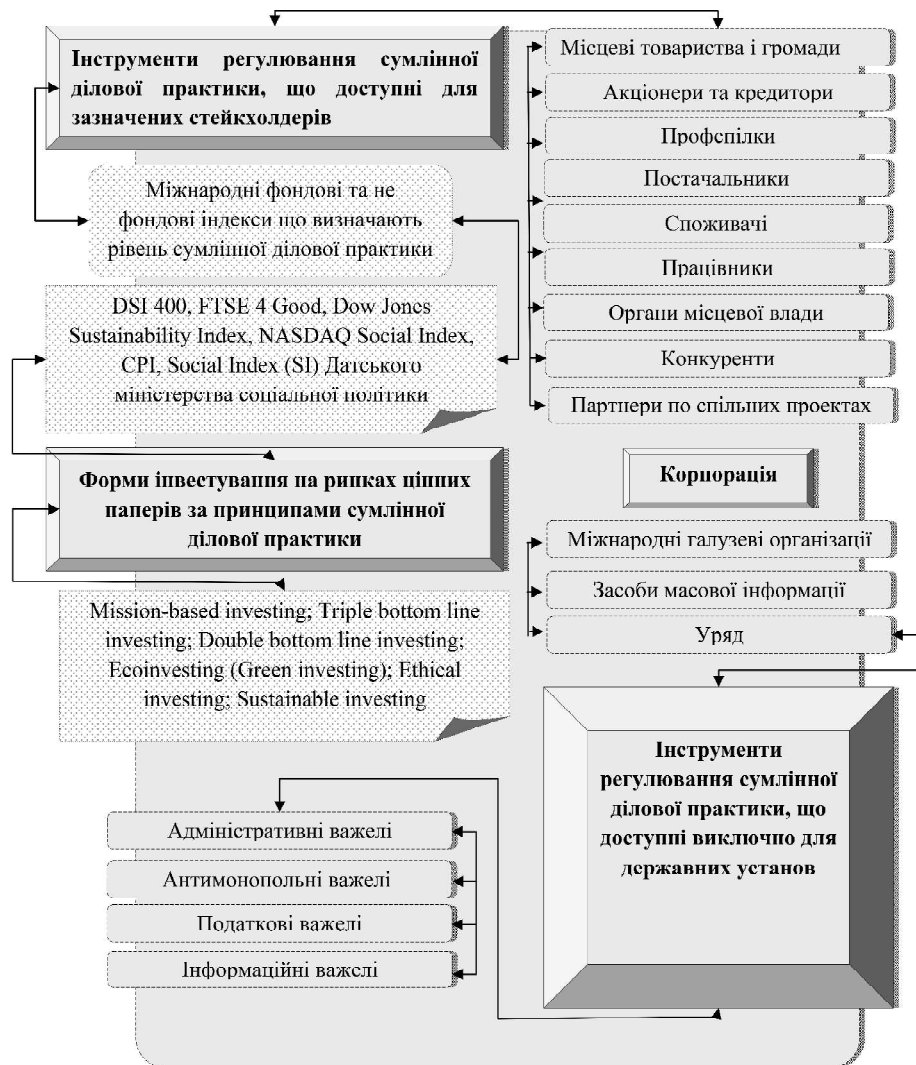 Інструменти регулювання сумлінної
ділової практики, що доступні для
зазначених стейкхолдерів
Міжнародні фондові та не
фондові індекси що визначають
рівень сумлінної ділової практики
DSI 400, FTSE 4 Good, Dow Jones
Sustainability Index, NASDAQ Social Index,
CPI, Social Index (SI) Датського
міністерства соціальної політики
Форми інвестування на ринках цінних
паперів за принципами сумлінної
ділової практики
Mission-based investing; Triple bottom line
investing; Double bottom line investing;
Ecoinvesting (Green investing); Ethical
investing; Sustainable investing
Місцеві товариства і громади
Акціонери та кредитори
Профспілки
Постачальники
Споживачі
Працівники
Органи місцевої влади
Конкуренти
Партнери по спільних проектах
Корпорація
Міжнародні галузеві організації
Засоби масової інформації
Уряд
Інструменти
регулювання сумлінної
ділової практики, що
доступні виключно для
державних установ
Адміністративні важелі
Антимонопольні важелі
Податкові важелі
Інформаційні важелі